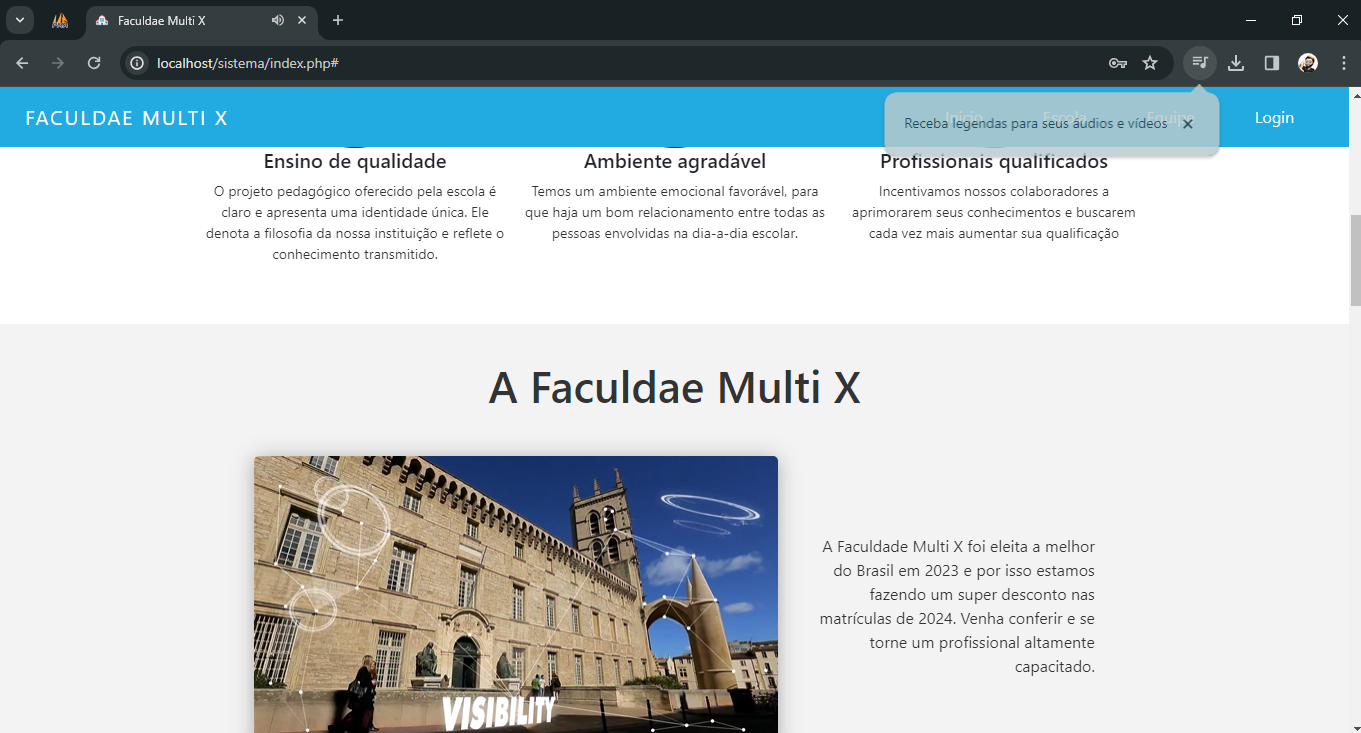 Faculdae Multi X
localhost/sistema/index.php#
FACULDAE MULTI X
Início
Escola
Equipe
Login
Receba legendas para seus áudios e vídeos
Ensino de qualidade
O projeto pedagógico oferecido pela escola é
claro e apresenta uma identidade única. Ele
denota a filosofia da nossa instituição e reflete o
conhecimento transmitido.
Ambiente agradável
Temos um ambiente emocional favorável, para
que haja um bom relacionamento entre todas as
pessoas envolvidas na dia-a-dia escolar.
Profissionais qualificados
Incentivamos nossos colaboradores a
aprimorarem seus conhecimentos e buscarem
cada vez mais aumentar sua qualificação
A Faculdae Multi X
VISIBILITY
A Faculdade Multi X foi eleita a melhor
do Brasil em 2023 e por isso estamos
fazendo um super desconto nas
matrículas de 2024. Venha conferir e se
torne um profissional altamente
capacitado.